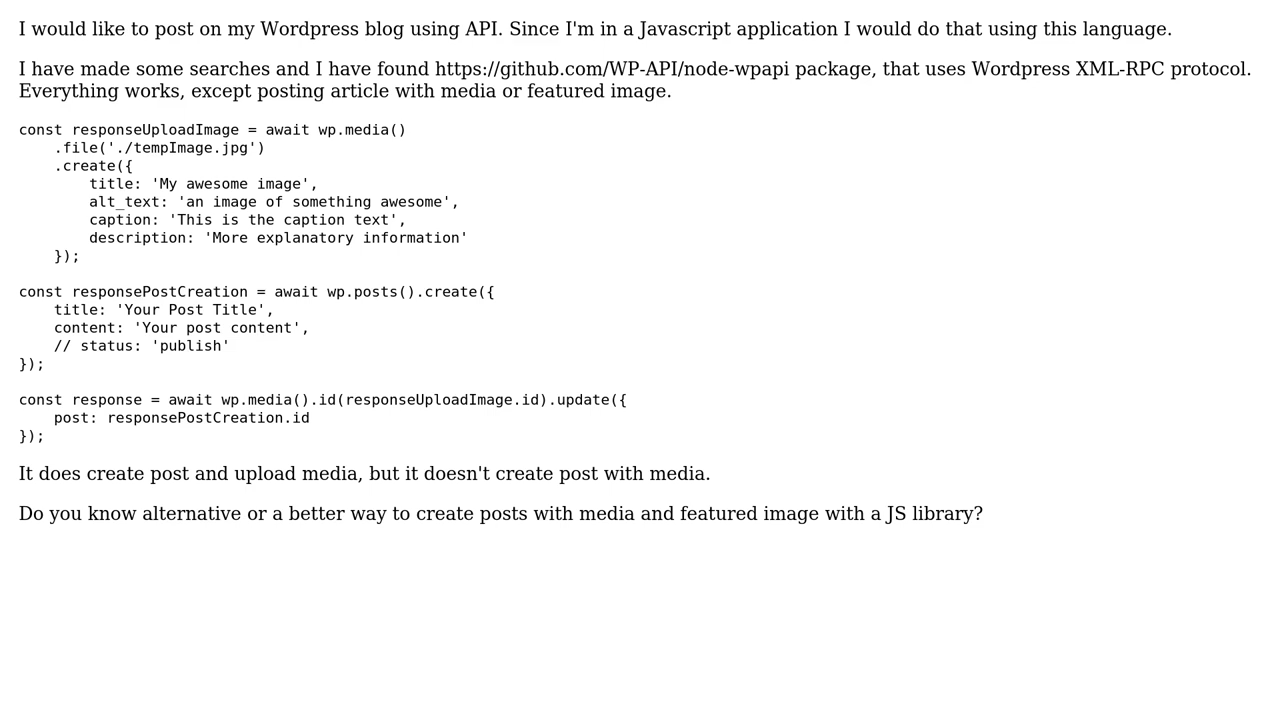 I would like to post on my Wordpress blog using API. Since I'm in a Javascript application I would do that using this language.
I have made some searches and I have found https://github.com/WP-API/node-wpapi package, that uses Wordpress XML-RPC protocol.
Everything works, except posting article with media or featured image.
const responseUploadImage = await wp.media()
    .file('./tempImage.jpg')
    .create({
        title: 'My awesome image',
        alt_text: 'an image of something awesome',
        caption: 'This is the caption text',
        description: 'More explanatory information'
    });
const responsePostCreation = await wp.posts().create({
    title: 'Your Post Title',
    content: 'Your post content',
    // status: 'publish'
});
const response = await wp.media().id(responseUploadImage.id).update({
    post: responsePostCreation.id
});
It does create post and upload media, but it doesn't create post with media.
Do you know alternative or a better way to create posts with media and featured image with a JS library?